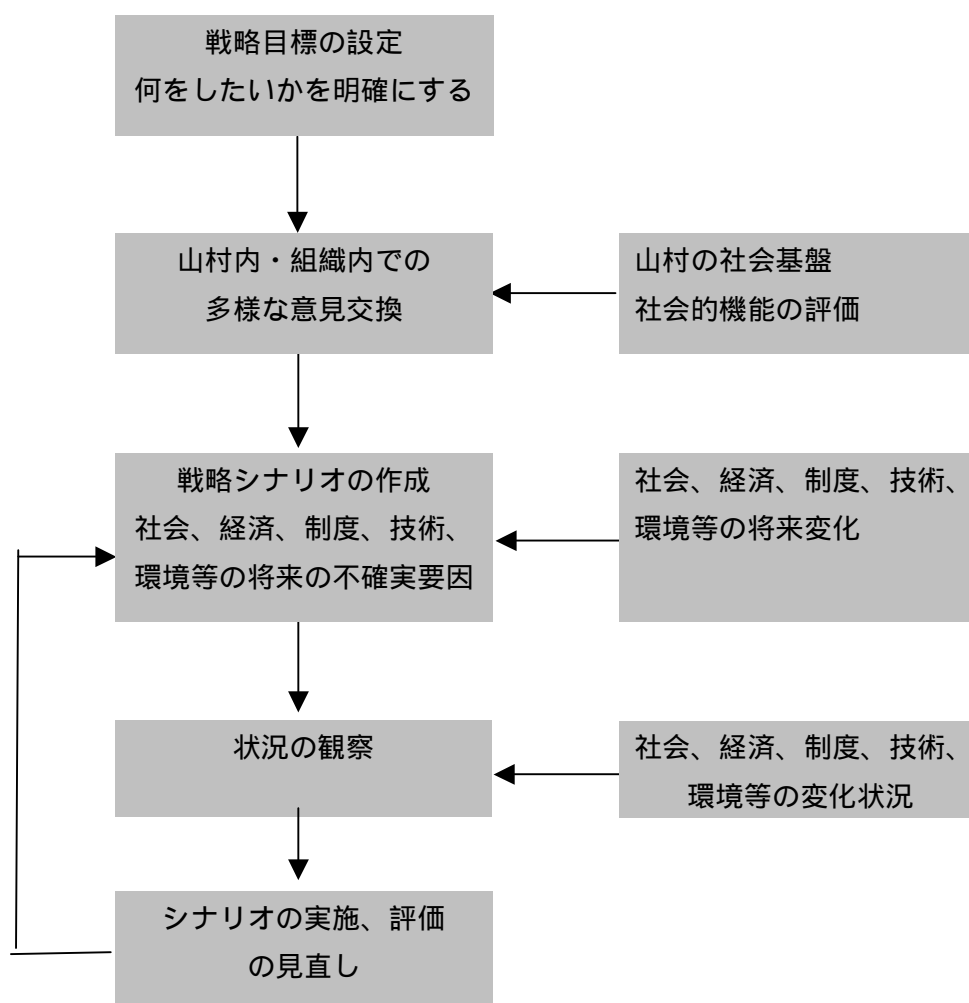 戦略目標の設定
何をしたいかを明確にする
山村内・組織内での
多様な意見交換
山村の社会基盤
社会的機能の評価
戦略シナリオの作成
社会、経済、制度、技術、
環境等の将来の不確実要因
社会、経済、制度、技術、
環境等の将来変化
状況の観察
社会、経済、制度、技術、
環境等の変化状況
シナリオの実施、評価
の見直し